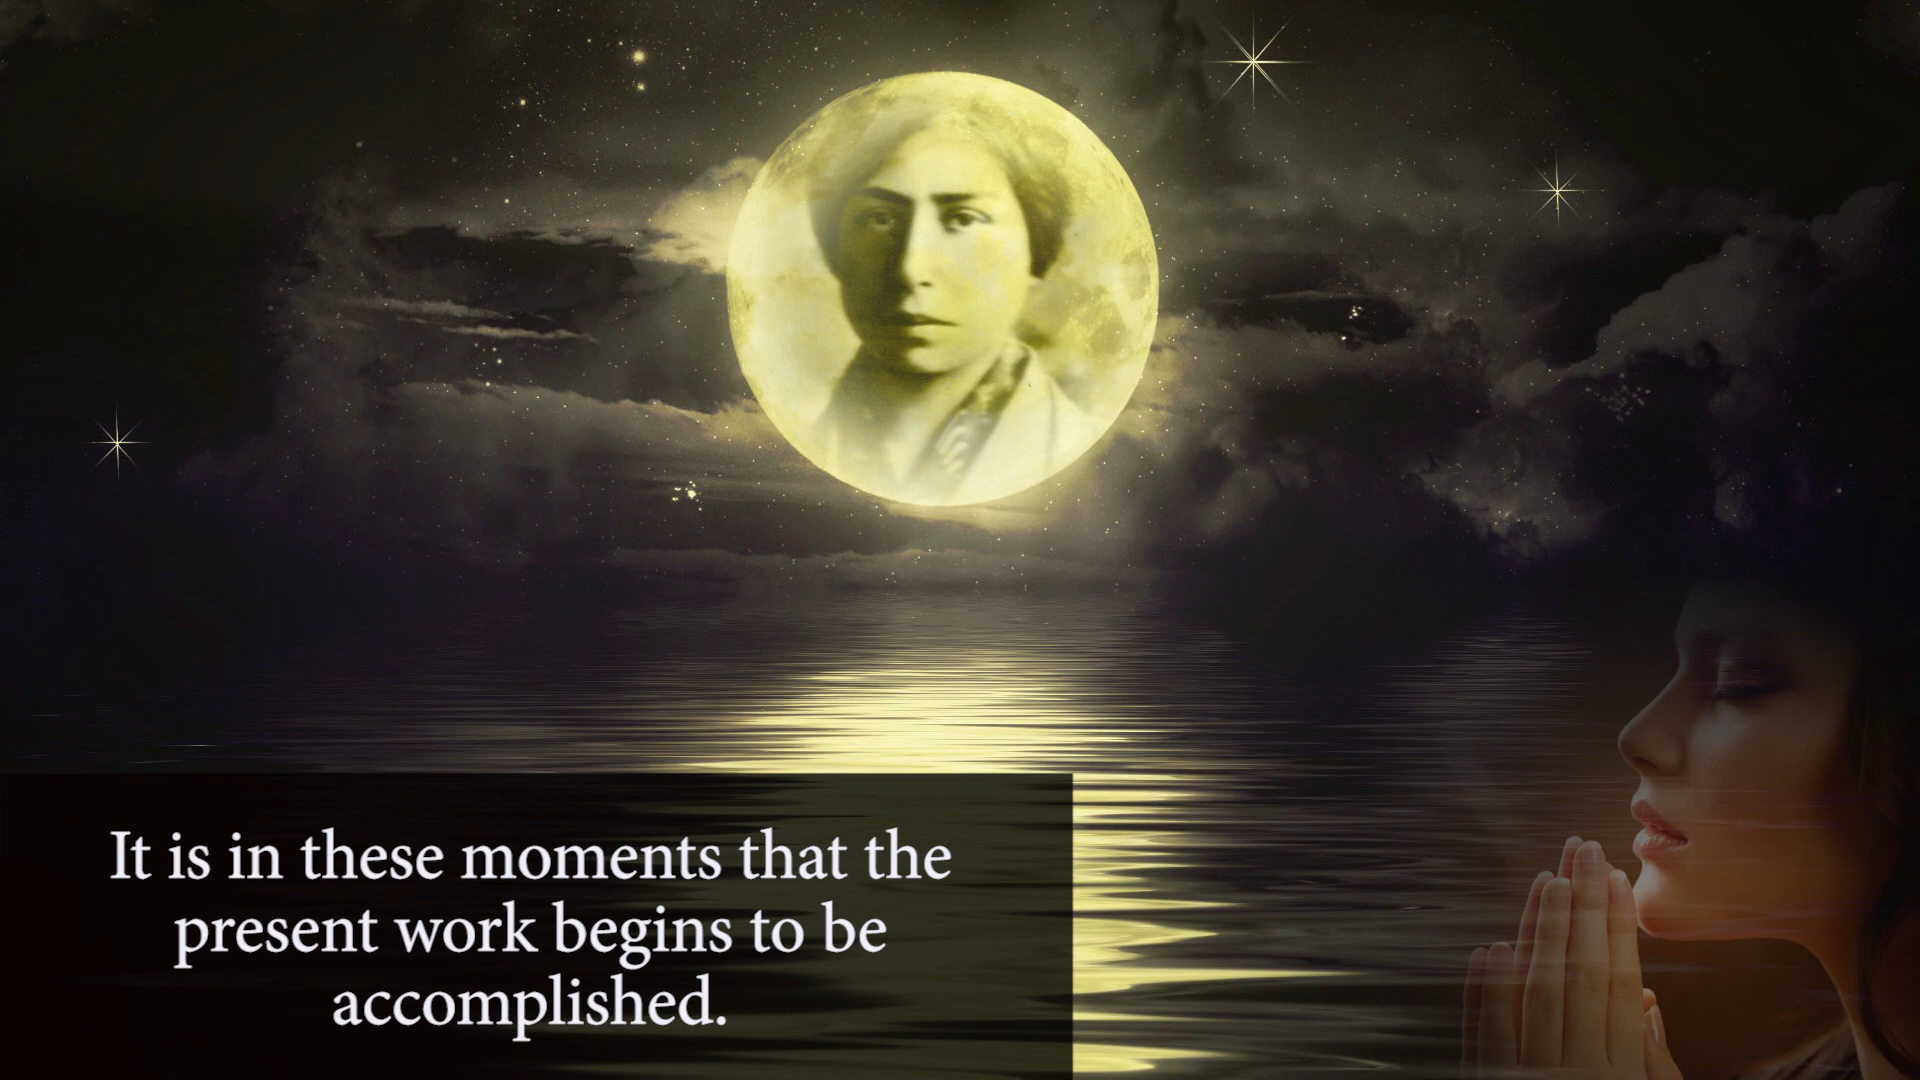 It is in these moments that the
present work begins to be
accomplished.